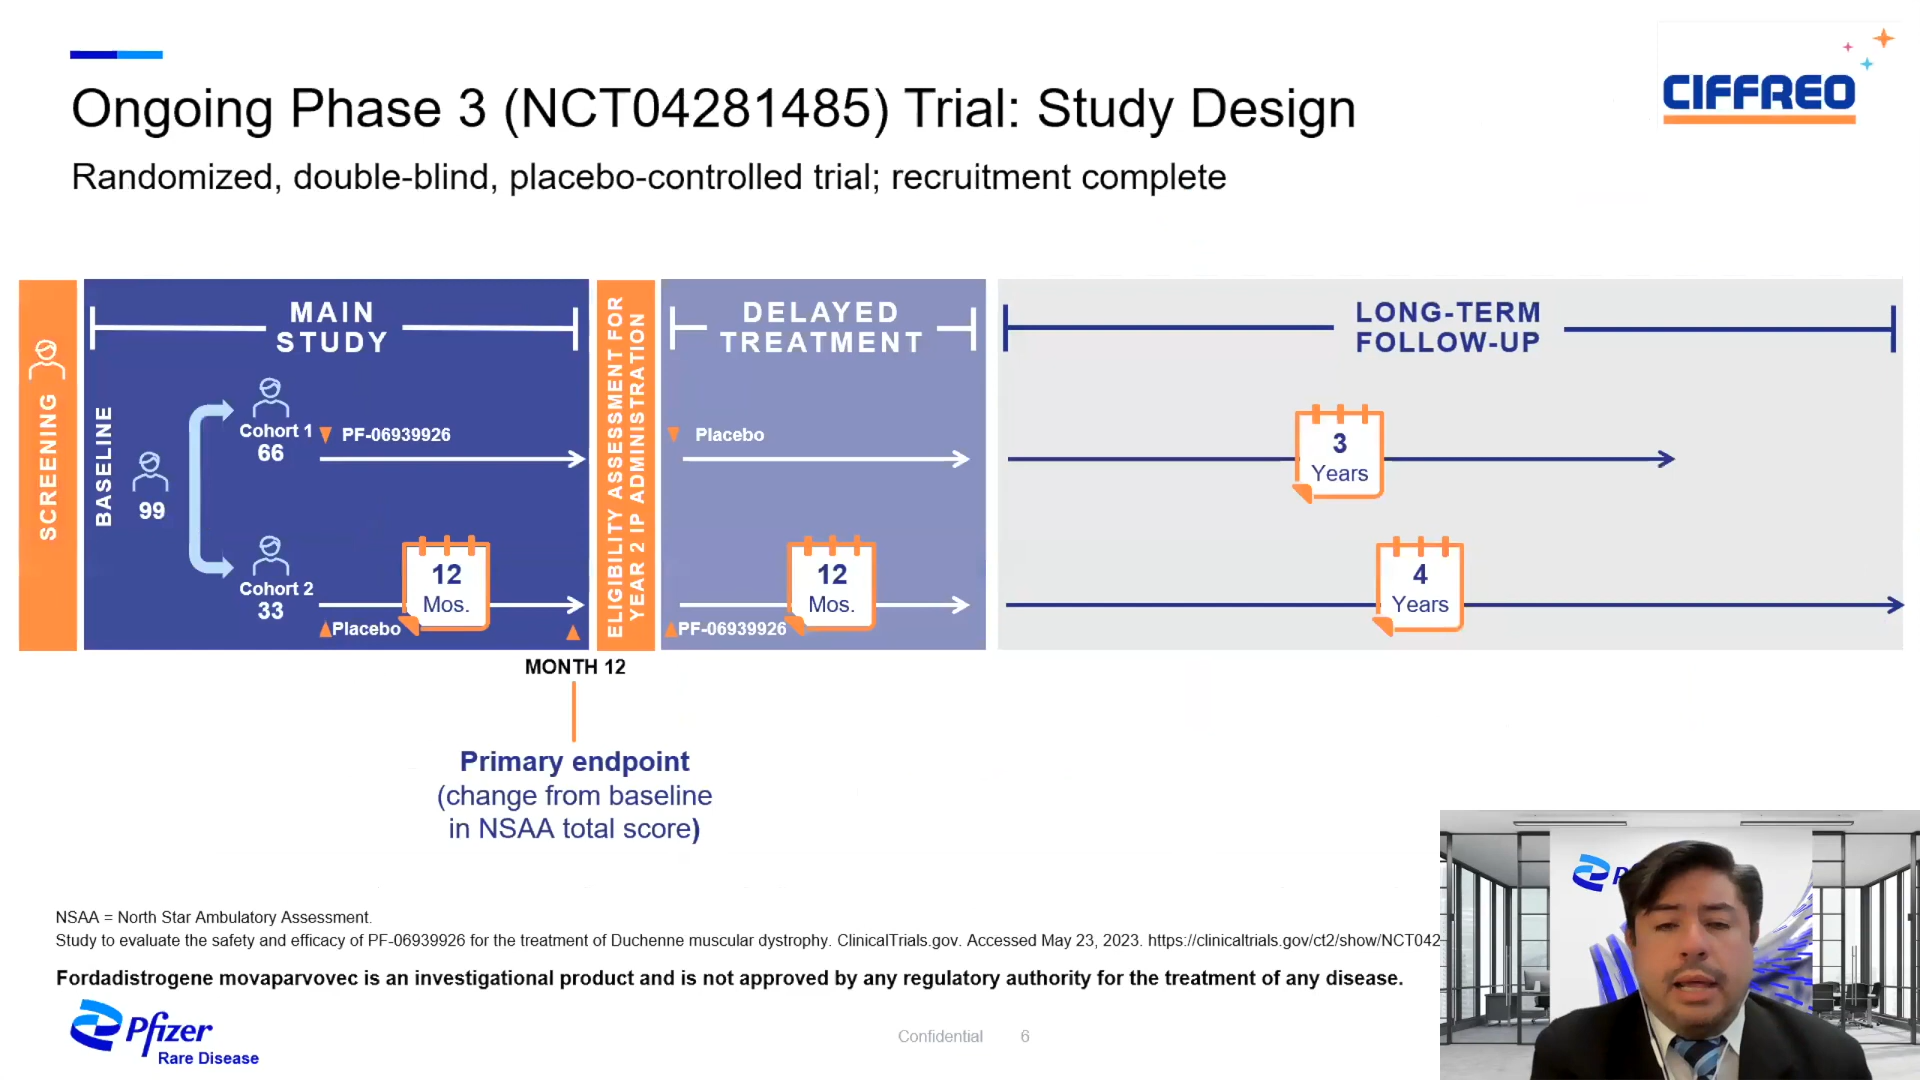 CIFFREO
Ongoing Phase 3 (NCT04281485) Trial: Study Design
Randomized, double-blind, placebo-controlled trial; recruitment complete
SCREENING
MAIN
STUDY
BASELINE
99
Cohort 1
66
PF-06939926
Cohort 2
33
Placebo
12
Mos.
ELIGIBILITY ASSESSMENT FOR
YEAR 2 IP ADMINISTRATION
DELAYED
TREATMENT
Placebo
PF-06939926
12
Mos.
LONG-TERM
FOLLOW-UP
3
Years
4
Years
MONTH 12
Primary endpoint
(change from baseline
in NSAA total score)
NSAA = North Star Ambulatory Assessment.
Study to evaluate the safety and efficacy of PF-06939926 for the treatment of Duchenne muscular dystrophy. ClinicalTrials.gov. Accessed May 23, 2023. https://clinicaltrials.gov/ct2/show/NCT042
Fordadistrogene movaparvovec is an investigational product and is not approved by any regulatory authority for the treatment of any disease.
Pfizer
Rare Disease
Confidential
6